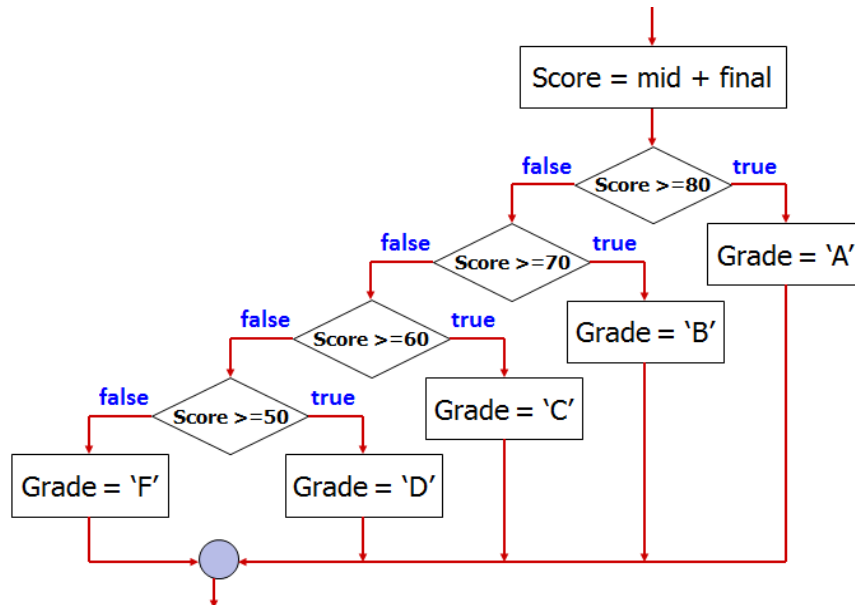 Score = mid + final
false
true
Score >=80
false
true
Grade = ‘A’
Score >=70
false
true
Grade = ‘B’
Score >=60
false
true
Grade = ‘C’
Score >=50
Grade = ‘F’
Grade = ‘D’